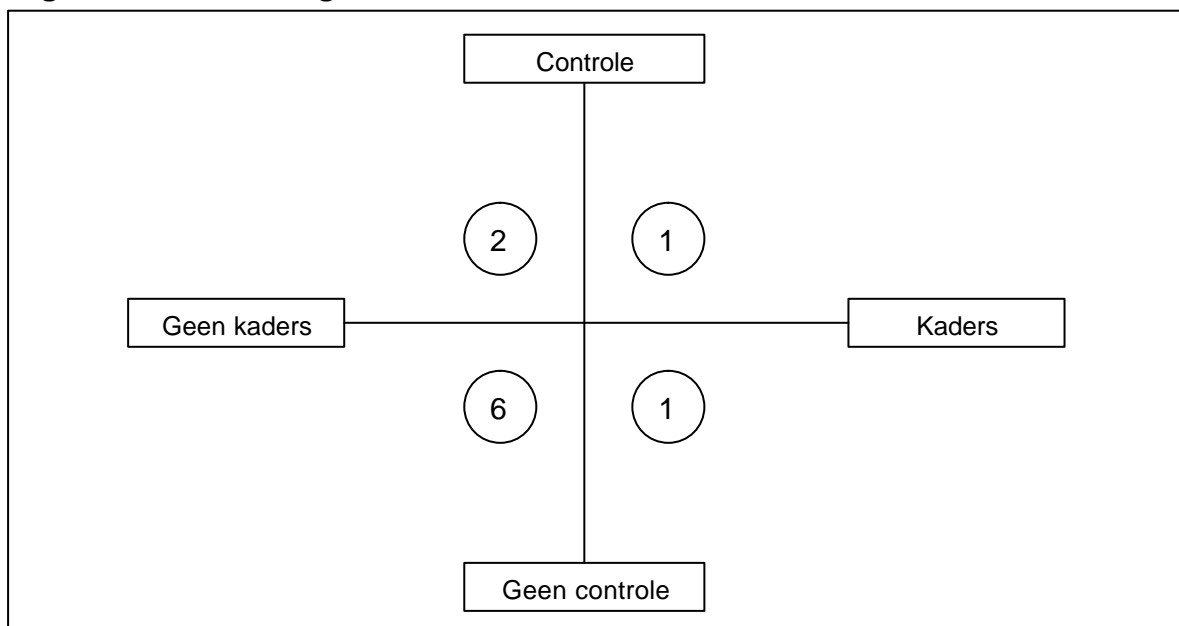 Controle
2
1
Geen kaders
Kaders
6
1
Geen controle